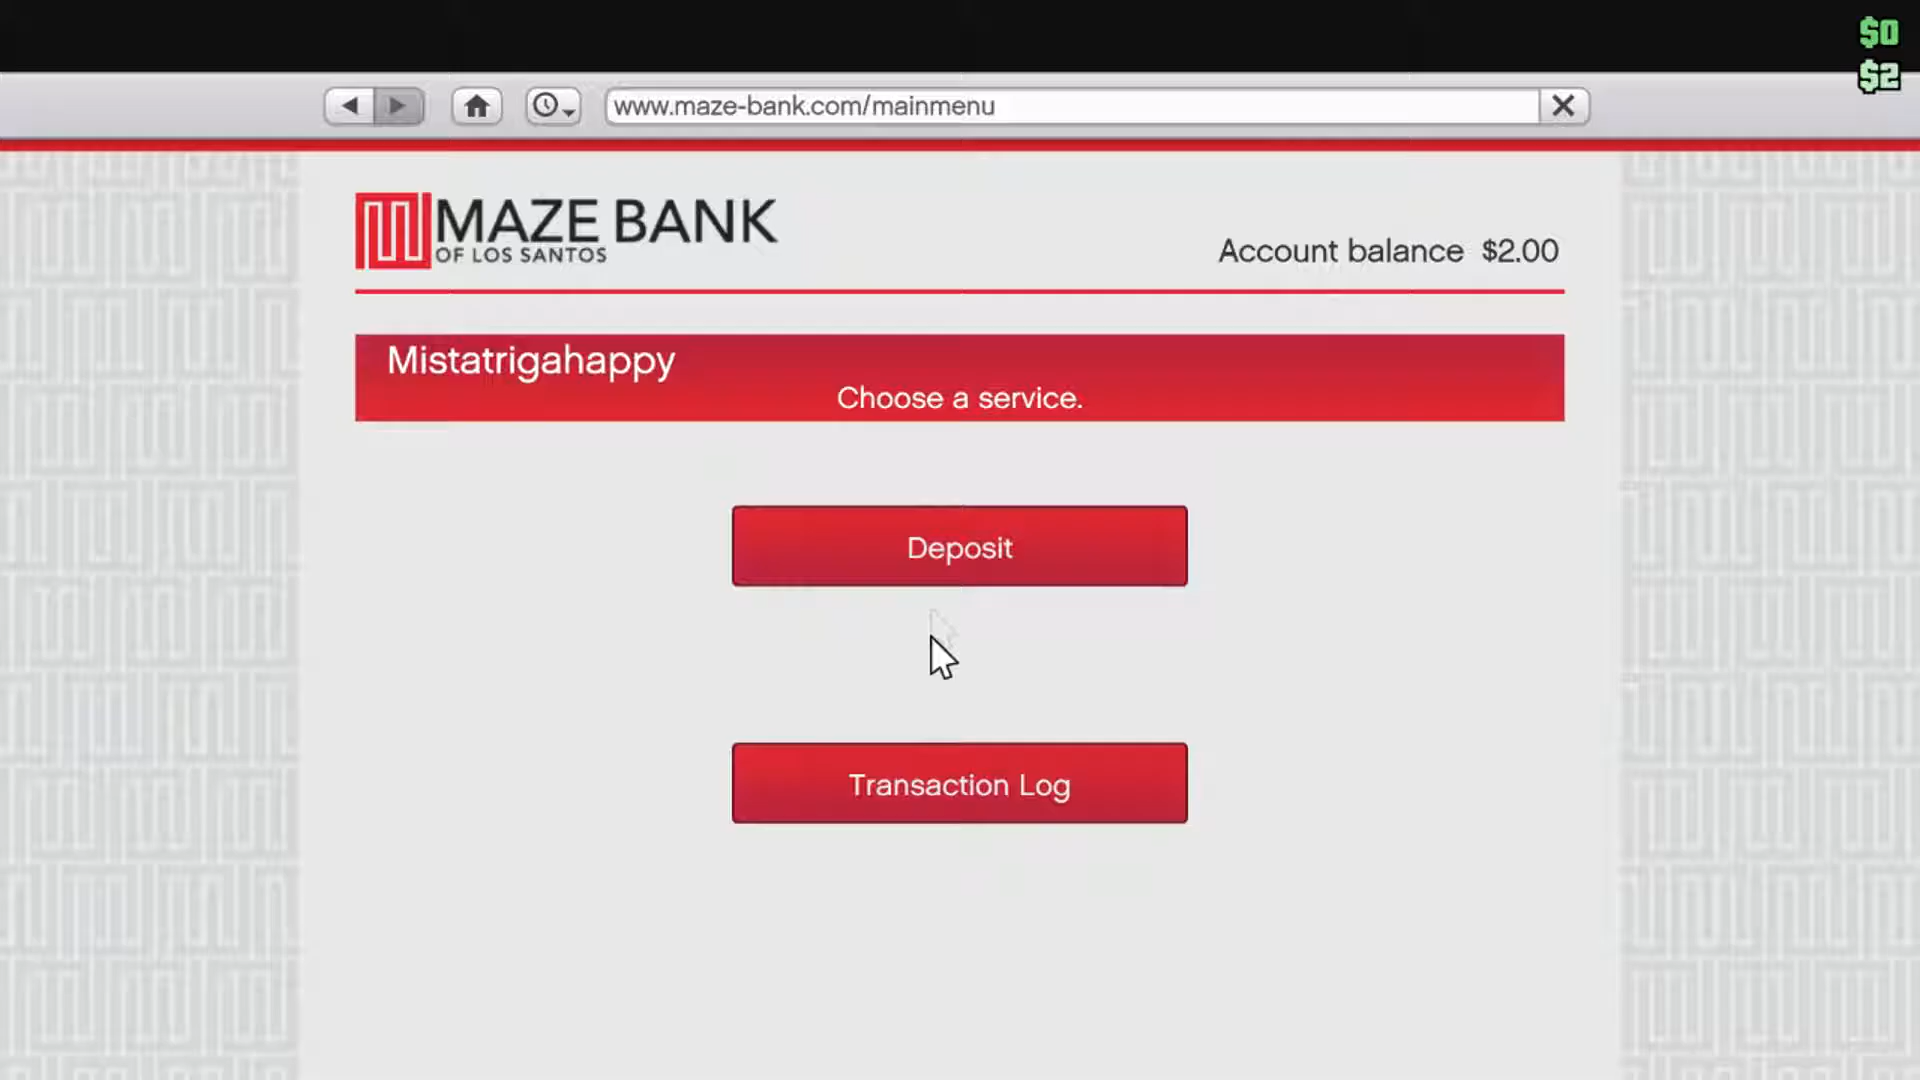 $0
$2
www.maze-bank.com/mainmenu
MAZE BANK
OF LOS SANTOS
Account balance $2.00
Mistatrigahappy
Choose a service.
Deposit
Transaction Log